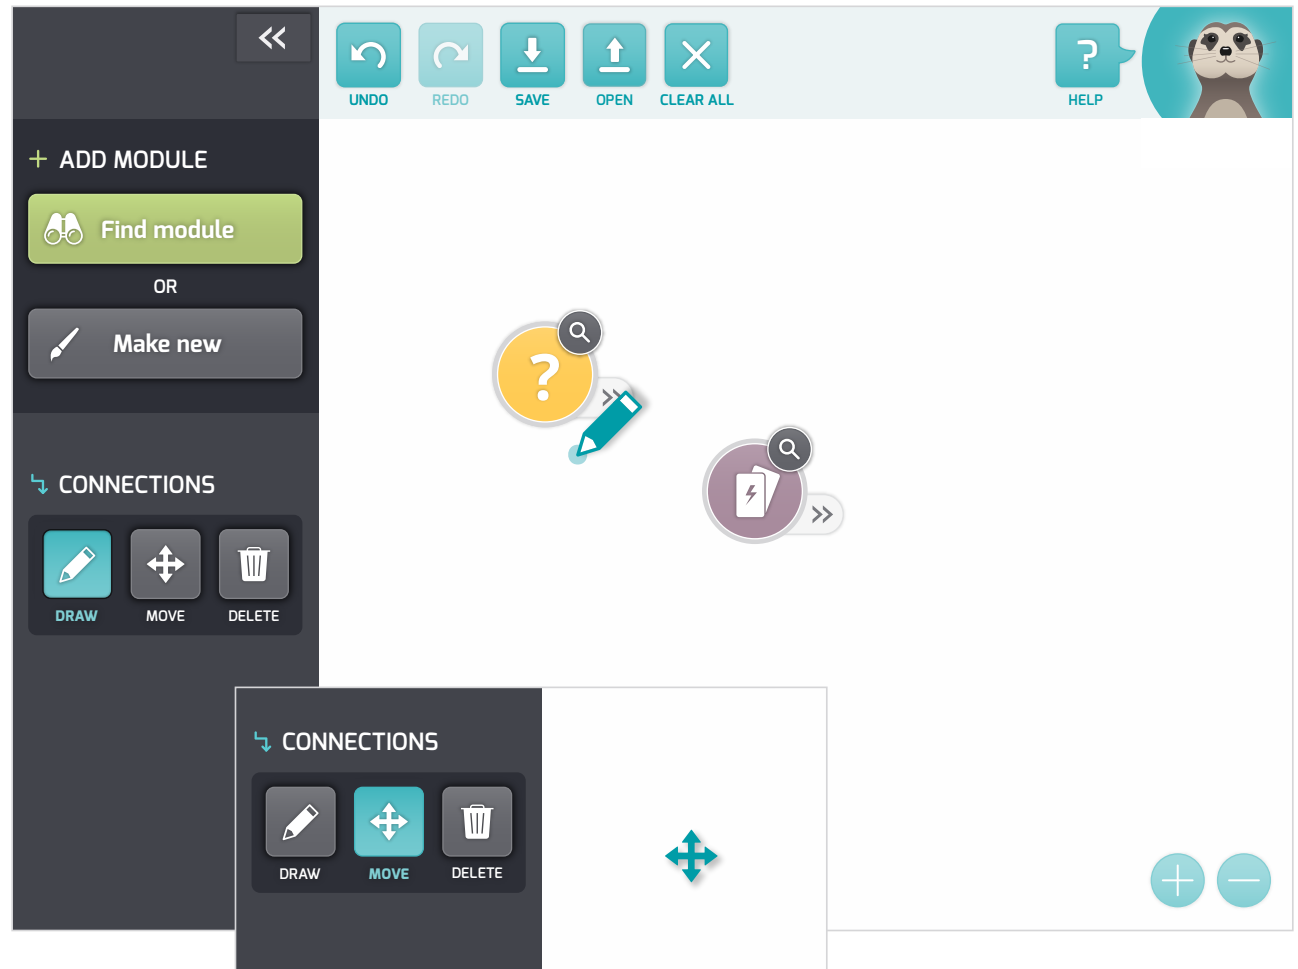 UNDO
REDO
SAVE
OPEN
CLEAR ALL
?
HELP
+ ADD MODULE
Find module
OR
Make new
?
CONNECTIONS
DRAW
MOVE
DELETE
CONNECTIONS
DRAW
MOVE
DELETE